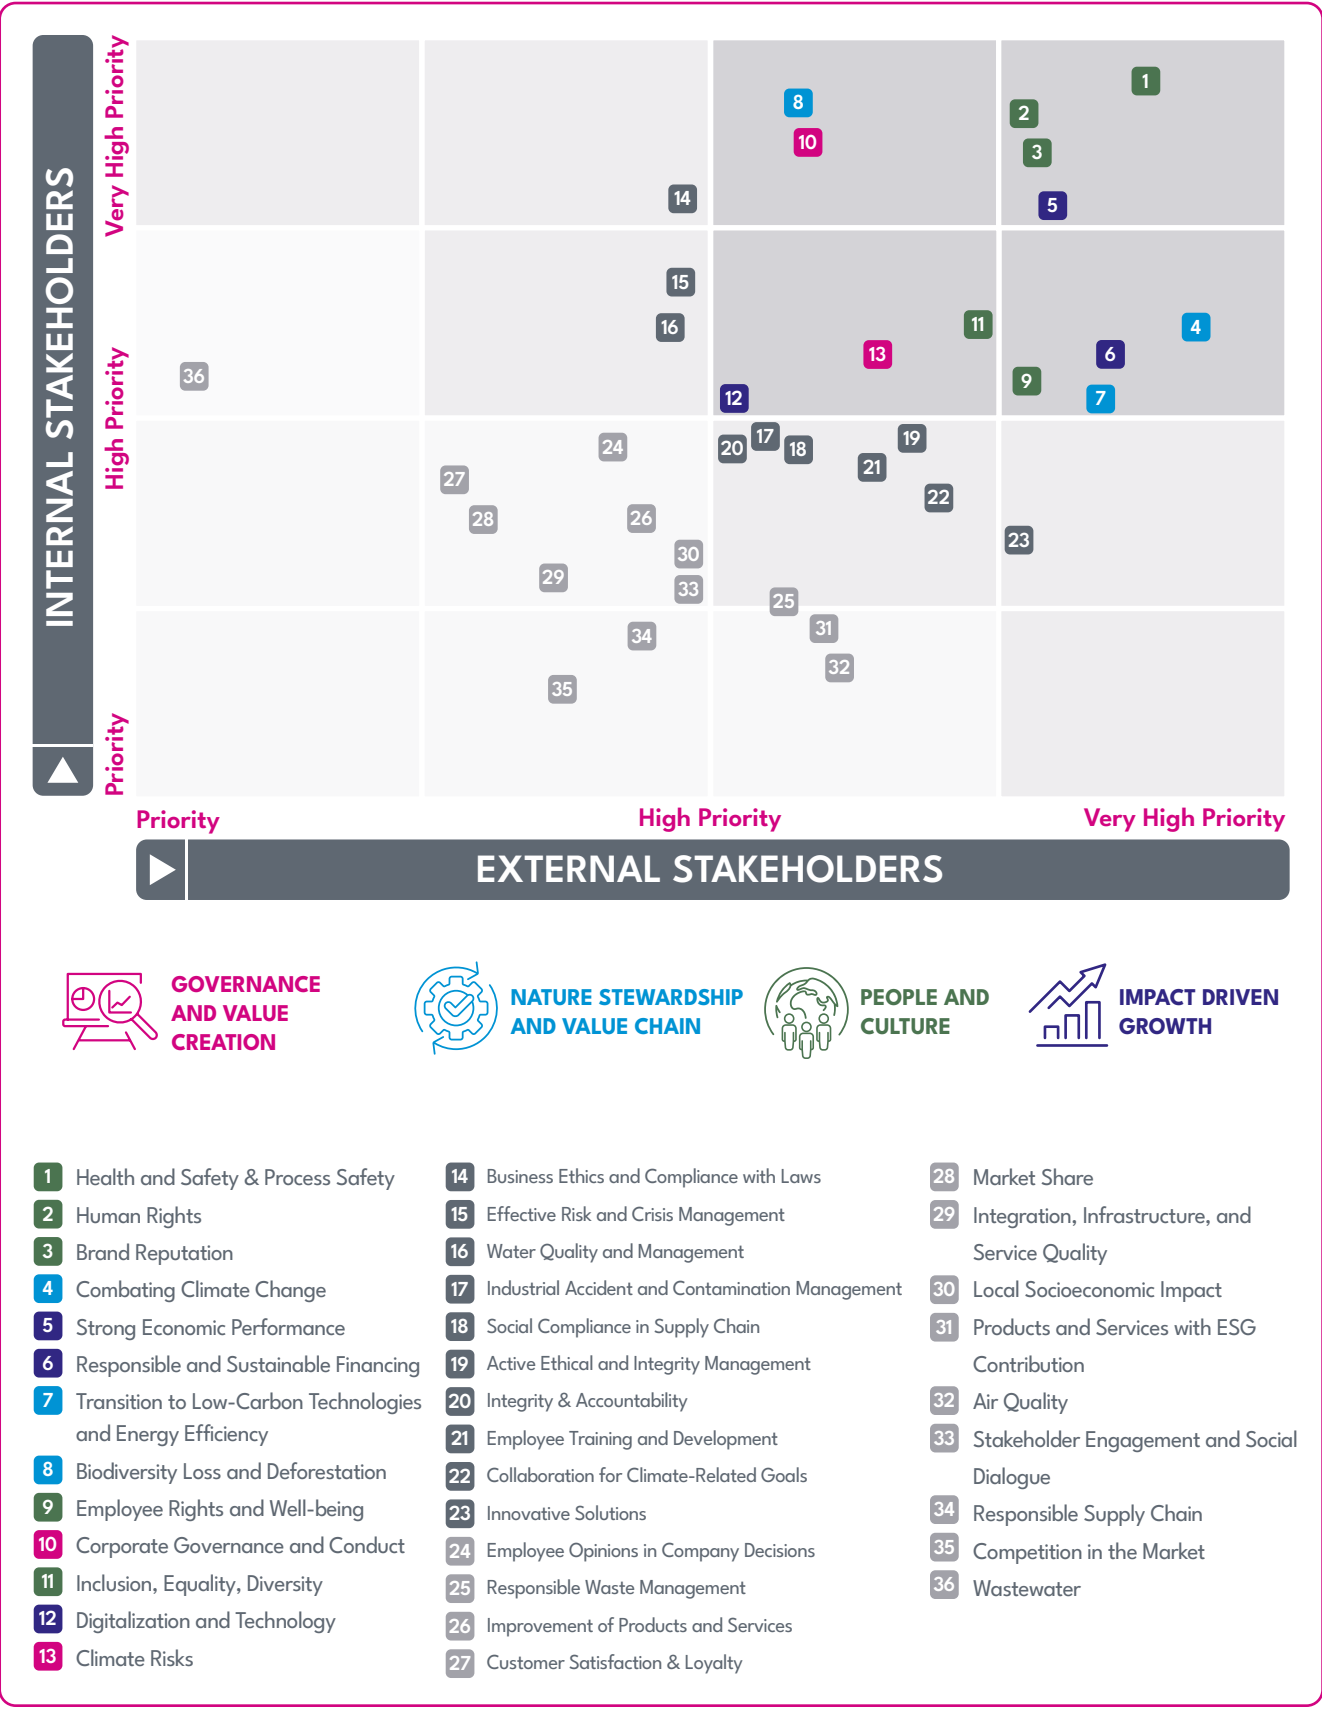 INTERNAL STAKEHOLDERS
Very High Priority
High Priority
Priority
1
8
2
10
3
14
5
15
11
16
4
13
6
36
9
12
7
17
19
24
20
18
21
27
22
28
26
23
30
29
33
25
31
34
32
35
Priority
High Priority
Very High Priority
EXTERNAL STAKEHOLDERS
GOVERNANCE
AND VALUE
CREATION
NATURE STEWARDSHIP
AND VALUE CHAIN
PEOPLE AND
CULTURE
IMPACT DRIVEN
GROWTH
1 Health and Safety & Process Safety
2 Human Rights
3 Brand Reputation
4 Combating Climate Change
5 Strong Economic Performance
6 Responsible and Sustainable Financing
7 Transition to Low-Carbon Technologies
and Energy Efficiency
8 Biodiversity Loss and Deforestation
9 Employee Rights and Well-being
10 Corporate Governance and Conduct
11 Inclusion, Equality, Diversity
12 Digitalization and Technology
13 Climate Risks
14 Business Ethics and Compliance with Laws
15 Effective Risk and Crisis Management
16 Water Quality and Management
17 Industrial Accident and Contamination Management
18 Social Compliance in Supply Chain
19 Active Ethical and Integrity Management
20 Integrity & Accountability
21 Employee Training and Development
22 Collaboration for Climate-Related Goals
23 Innovative Solutions
24 Employee Opinions in Company Decisions
25 Responsible Waste Management
26 Improvement of Products and Services
27 Customer Satisfaction & Loyalty
28 Market Share
29 Integration, Infrastructure, and
Service Quality
30 Local Socioeconomic Impact
31 Products and Services with ESG
Contribution
32 Air Quality
33 Stakeholder Engagement and Social
Dialogue
34 Responsible Supply Chain
35 Competition in the Market
36 Wastewater